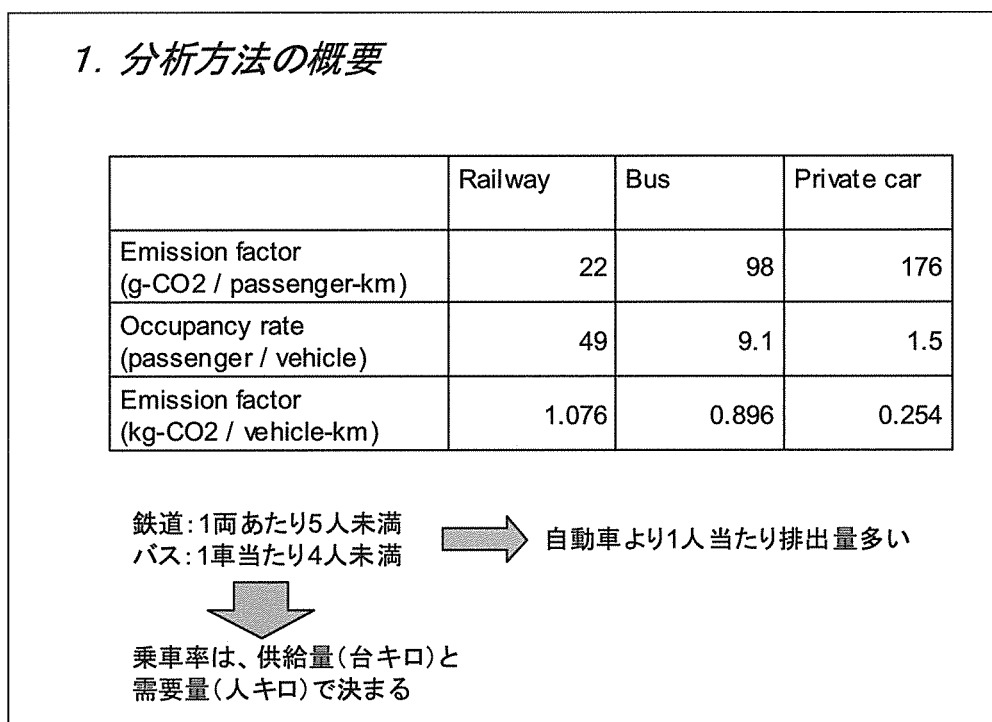 1. 分析方法の概要
Railway Bus Private car
Emission factor
(g-CO2 / passenger-km) 22 98 176
Occupancy rate
(passenger / vehicle) 49 9.1 1.5
Emission factor
(kg-CO2 / vehicle-km) 1.076 0.896 0.254
鉄道:1両あたり5人未満
バス:1車当たり4人未満
自動車より1人当たり排出量多い
乗車率は、供給量(台キロ)と
需要量(人キロ)で決まる